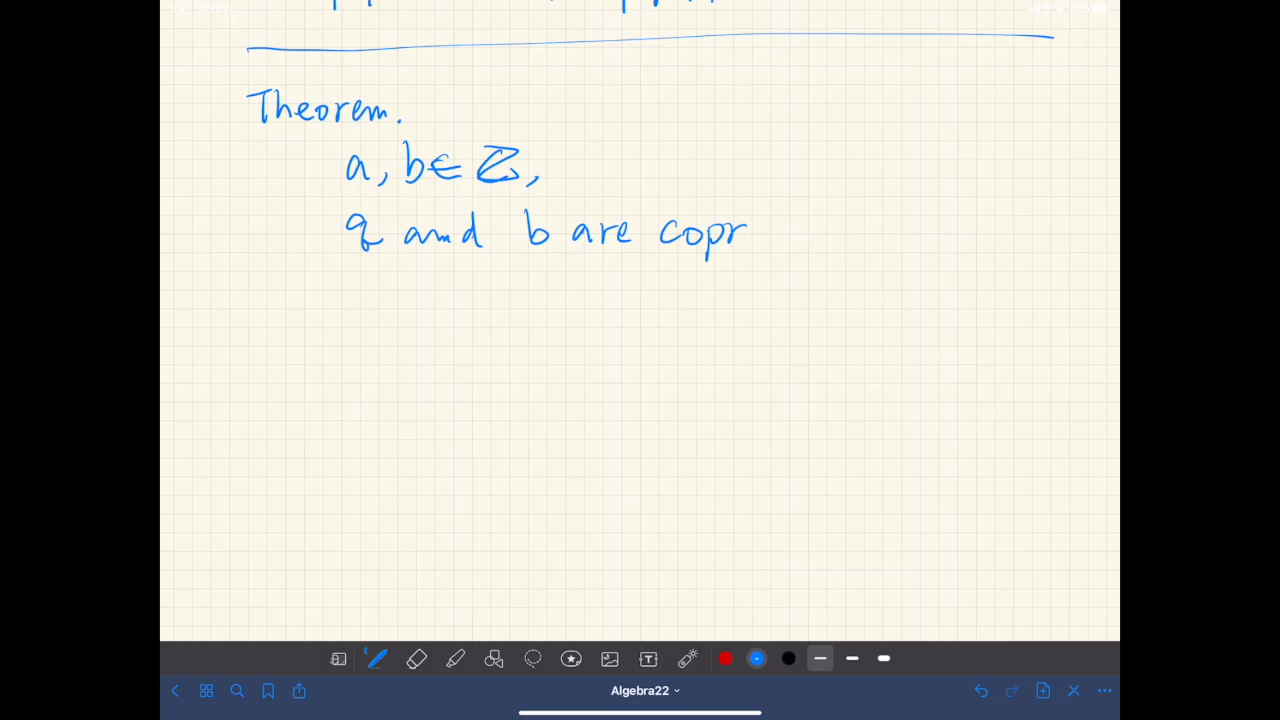 Theorem.
a, b ∈ ℤ,
a and b are copr
Algebra22